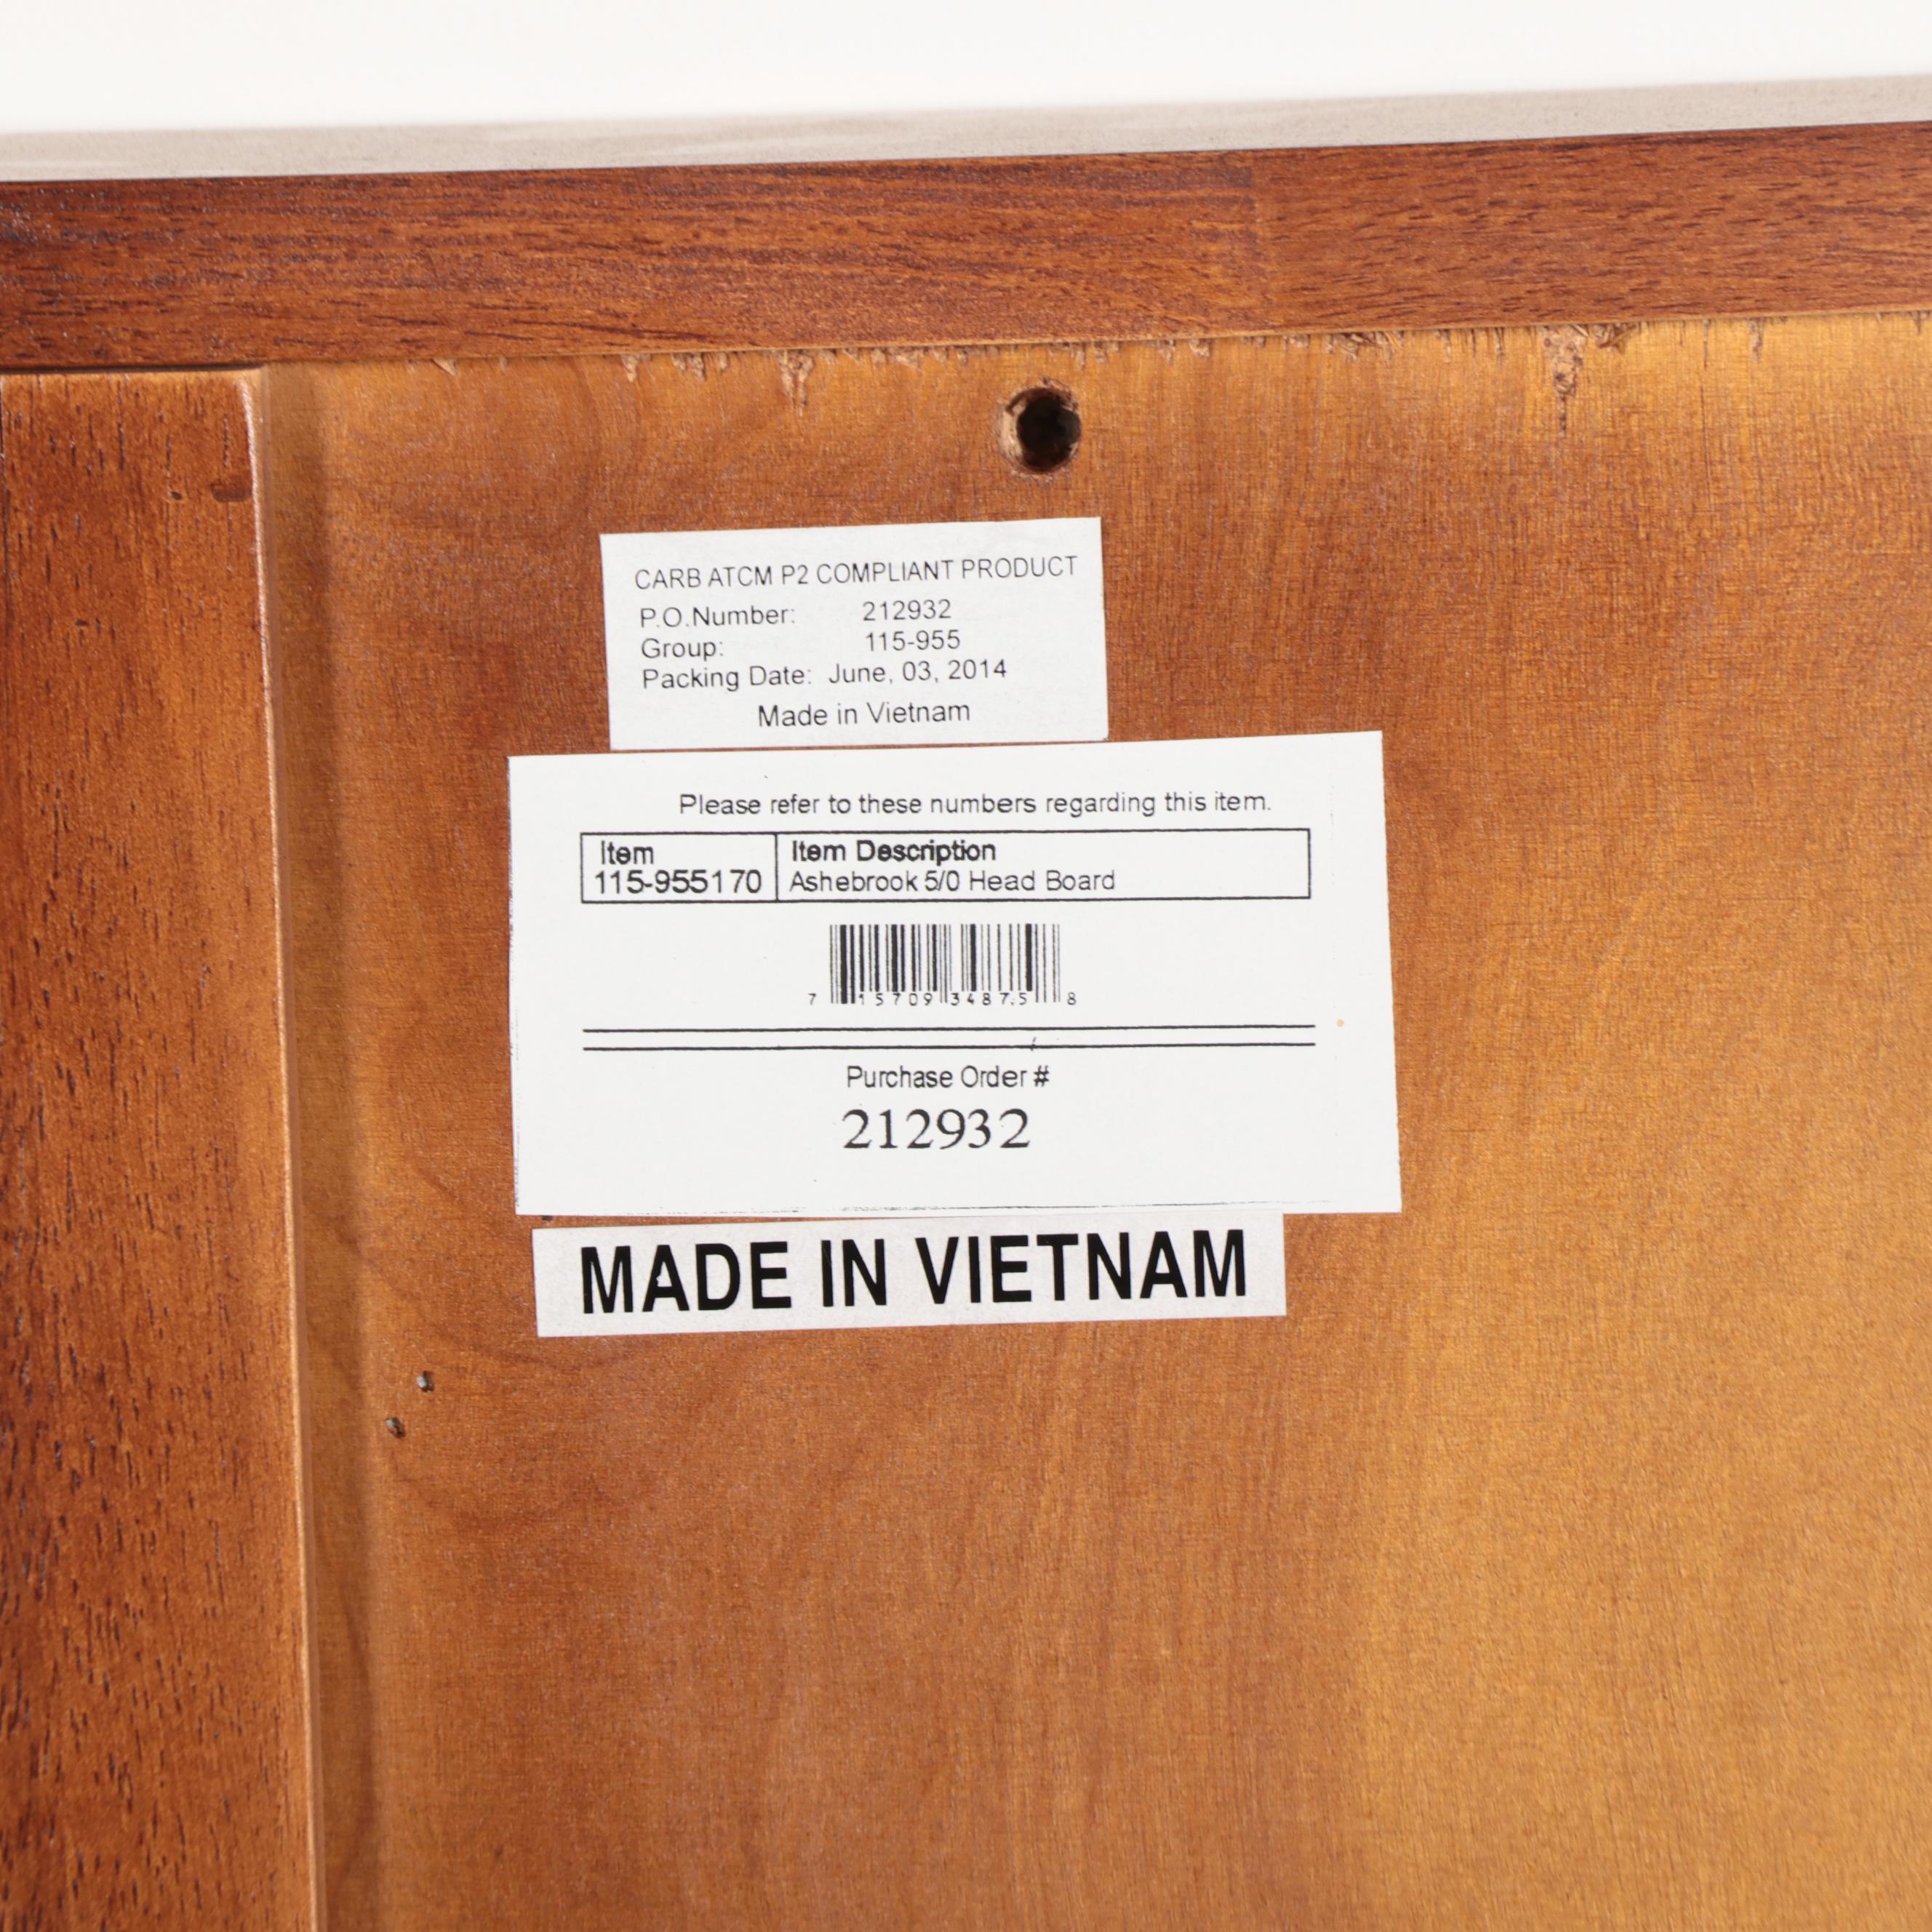 CARB ATCM P2 COMPLIANT PRODUCT
P.O.Number: 212932
Group: 115-955
Packing Date: June, 03, 2014
Made in Vietnam
Please refer to these numbers regarding this item.
Item Item Description
115-955170 Ashebrook 5/0 Head Board
7 15709 34875 8
Purchase Order #
212932
MADE IN VIETNAM